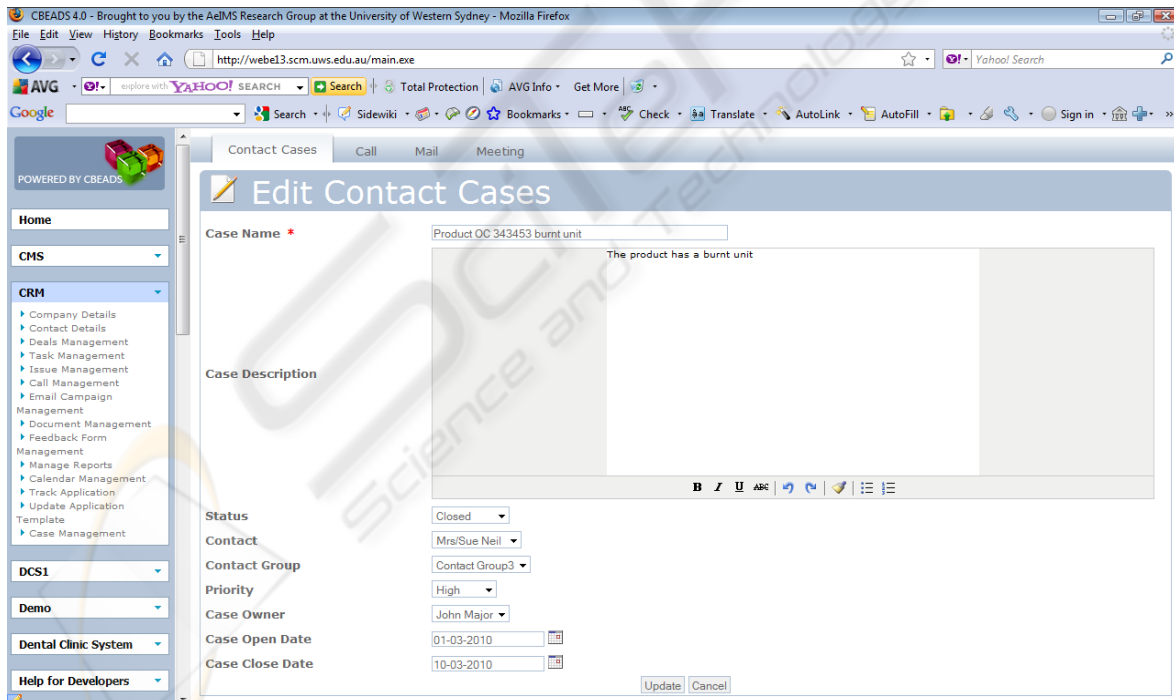 CBEADS 4.0 - Brought to you by the AeIMS Research Group at the University of Western Sydney - Mozilla Firefox
File Edit View History Bookmarks Tools Help
http://webe13.scm.uws.edu.au/main.exe
Yahoo! Search
AVG explore with YAHOO! SEARCH Search Total Protection AVG Info Get More
Google Search Sidewiki Bookmarks Check Translate AutoLink AutoFill Sign in
POWERED BY CBEADS
Home
CMS
CRM
Company Details
Contact Details
Deals Management
Task Management
Issue Management
Call Management
Email Campaign
Management
Document Management
Feedback Form
Management
Manage Reports
Calendar Management
Track Application
Update Application
Template
Case Management
DCS1
Demo
Dental Clinic System
Help for Developers
Contact Cases Call Mail Meeting
Edit Contact Cases
Case Name * Product OC 343453 burnt unit
The product has a burnt unit
Case Description
B I U ABC
Status Closed
Contact Mrs/Sue Neil
Contact Group Contact Group3
Priority High
Case Owner John Major
Case Open Date 01-03-2010
Case Close Date 10-03-2010
Update Cancel
Science and Technology